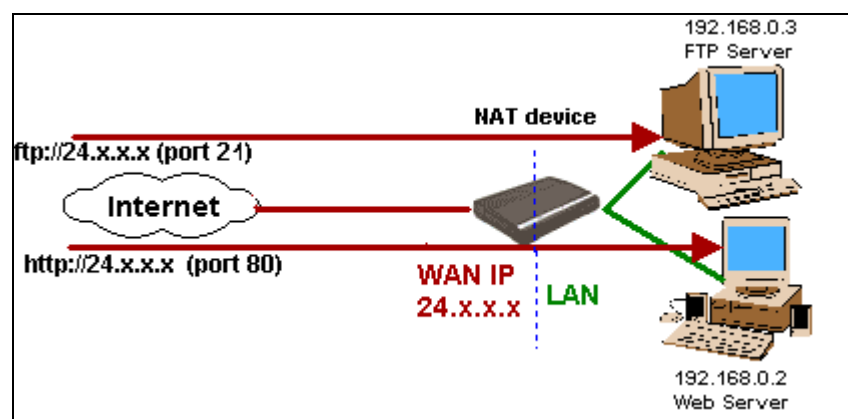 192.168.0.3
FTP Server
NAT device
ftp://24.x.x.x (port 21)
Internet
http://24.x.x.x  (port 80)
WAN IP
24.x.x.x
LAN
192.168.0.2
Web Server